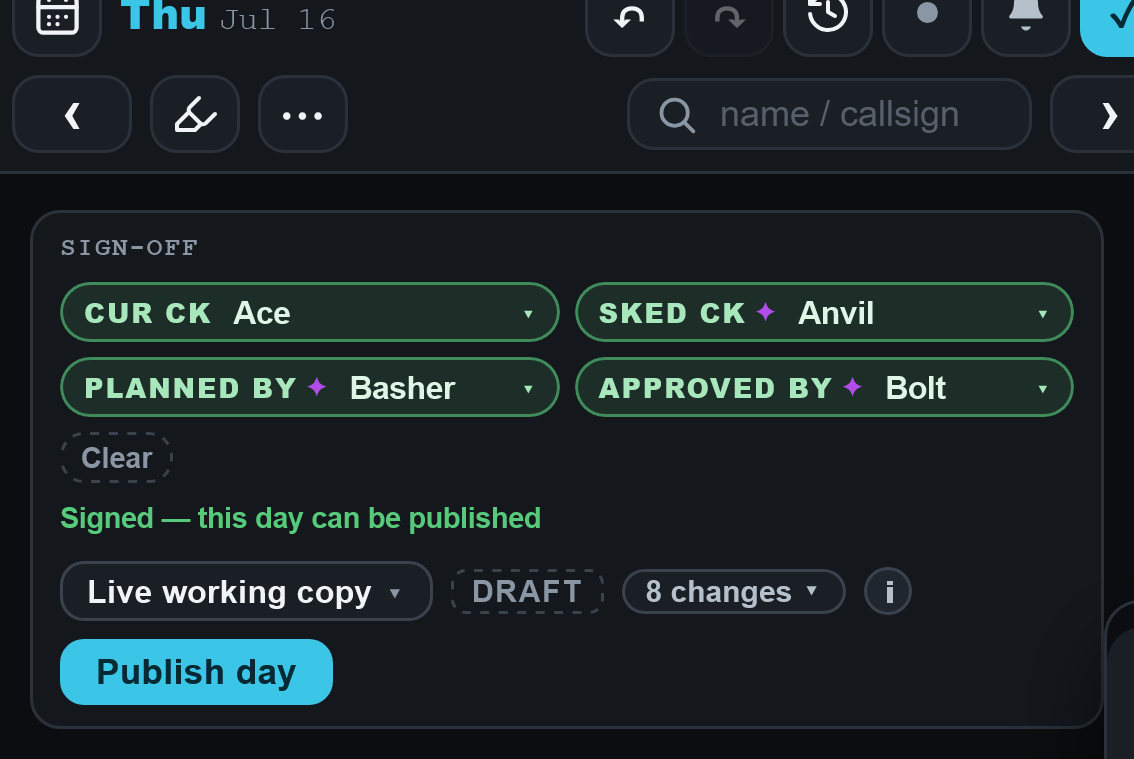 Thu Jul 16
name / callsign
SIGN-OFF
CUR CK Ace
SKED CK Anvil
PLANNED BY Basher
APPROVED BY Bolt
Clear
Signed — this day can be published
Live working copy DRAFT 8 changes i
Publish day